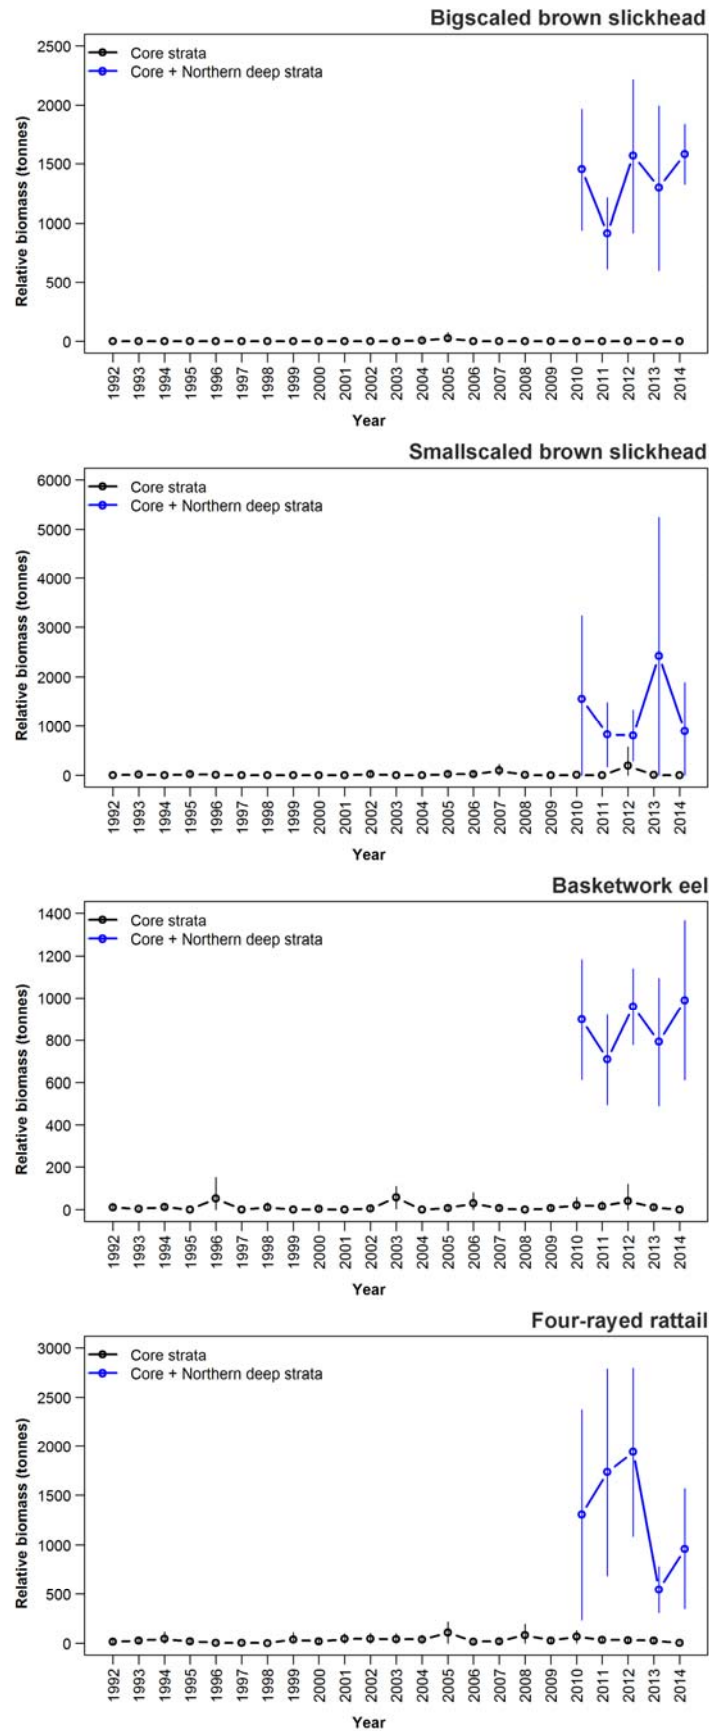 Bigscaled brown slickhead
Core strata
Core + Northern deep strata
Relative biomass (tonnes)
2500
2000
1500
1000
500
0
1992 1993 1994 1995 1996 1997 1998 1999 2000 2001 2002 2003 2004 2005 2006 2007 2008 2009 2010 2011 2012 2013 2014
Year
Smallscaled brown slickhead
Core strata
Core + Northern deep strata
Relative biomass (tonnes)
6000
5000
4000
3000
2000
1000
0
1992 1993 1994 1995 1996 1997 1998 1999 2000 2001 2002 2003 2004 2005 2006 2007 2008 2009 2010 2011 2012 2013 2014
Year
Basketwork eel
Core strata
Core + Northern deep strata
Relative biomass (tonnes)
1400
1200
1000
800
600
400
200
0
1992 1993 1994 1995 1996 1997 1998 1999 2000 2001 2002 2003 2004 2005 2006 2007 2008 2009 2010 2011 2012 2013 2014
Year
Four-rayed rattail
Core strata
Core + Northern deep strata
Relative biomass (tonnes)
3000
2500
2000
1500
1000
500
0
1992 1993 1994 1995 1996 1997 1998 1999 2000 2001 2002 2003 2004 2005 2006 2007 2008 2009 2010 2011 2012 2013 2014
Year